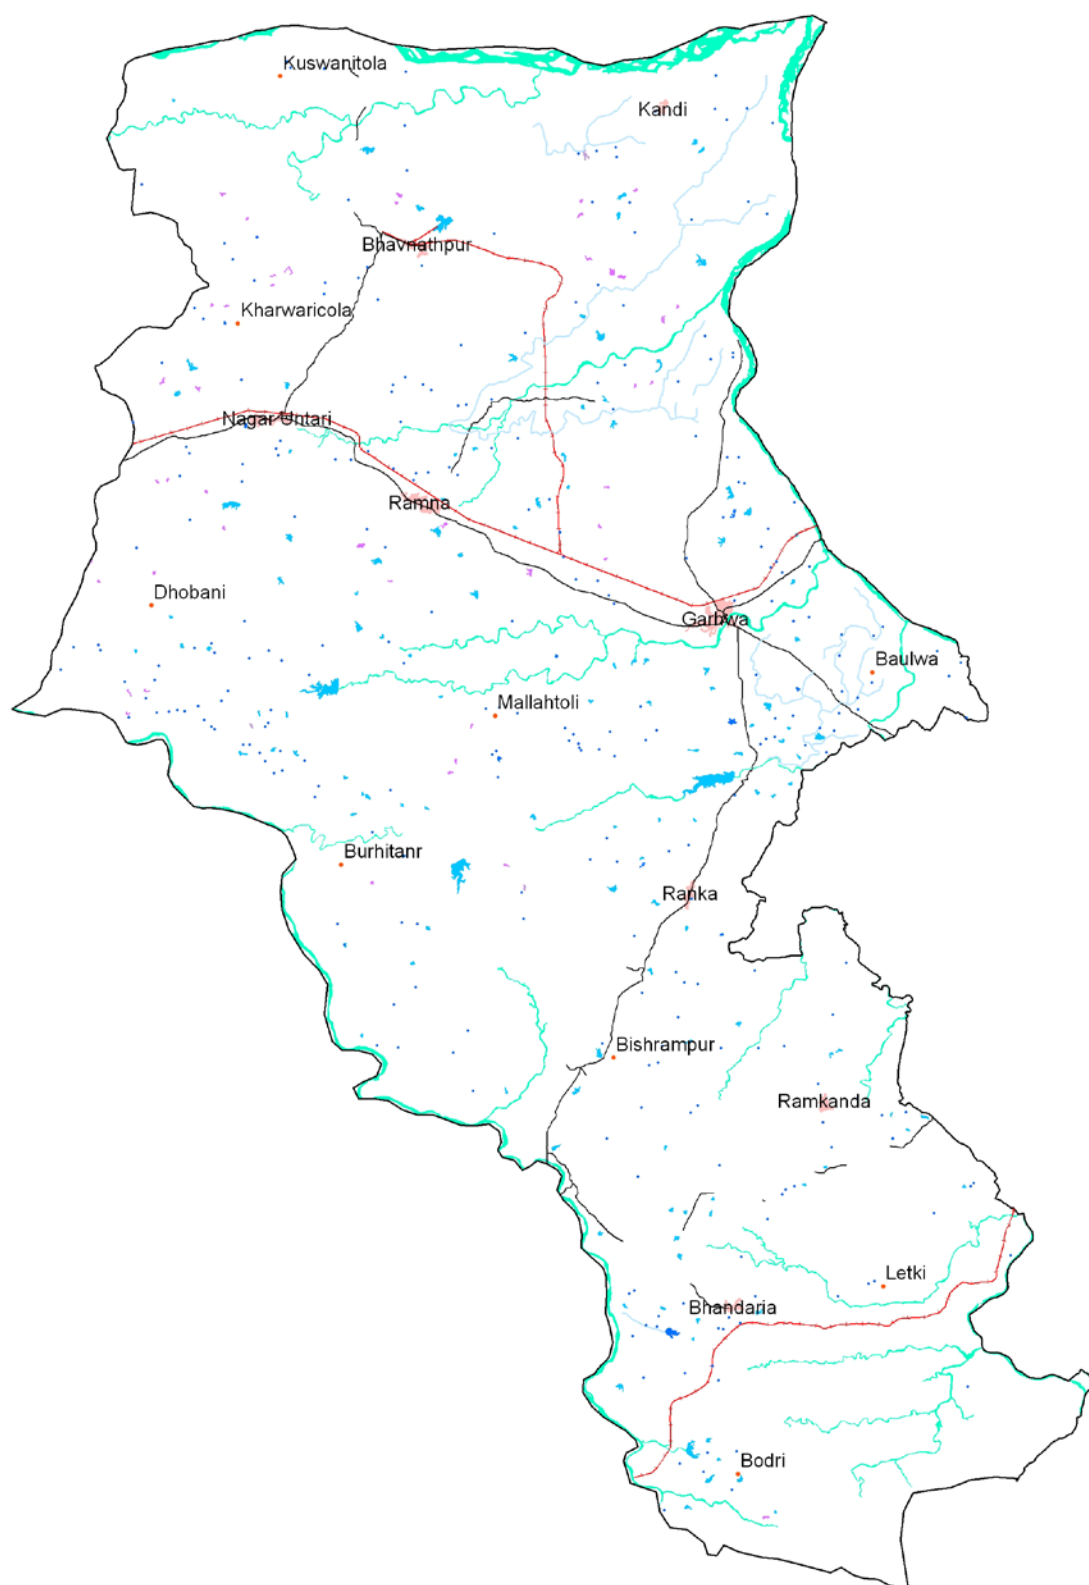 Kuswanitola
Kandi
Bhavnathpur
Kharwaricola
Nagar Untari
Ramna
Dhobani
Garhwa
Baulwa
Mallahtoli
Burhitanr
Ranka
Bishrampur
Ramkanda
Letki
Bhandaria
Bodri